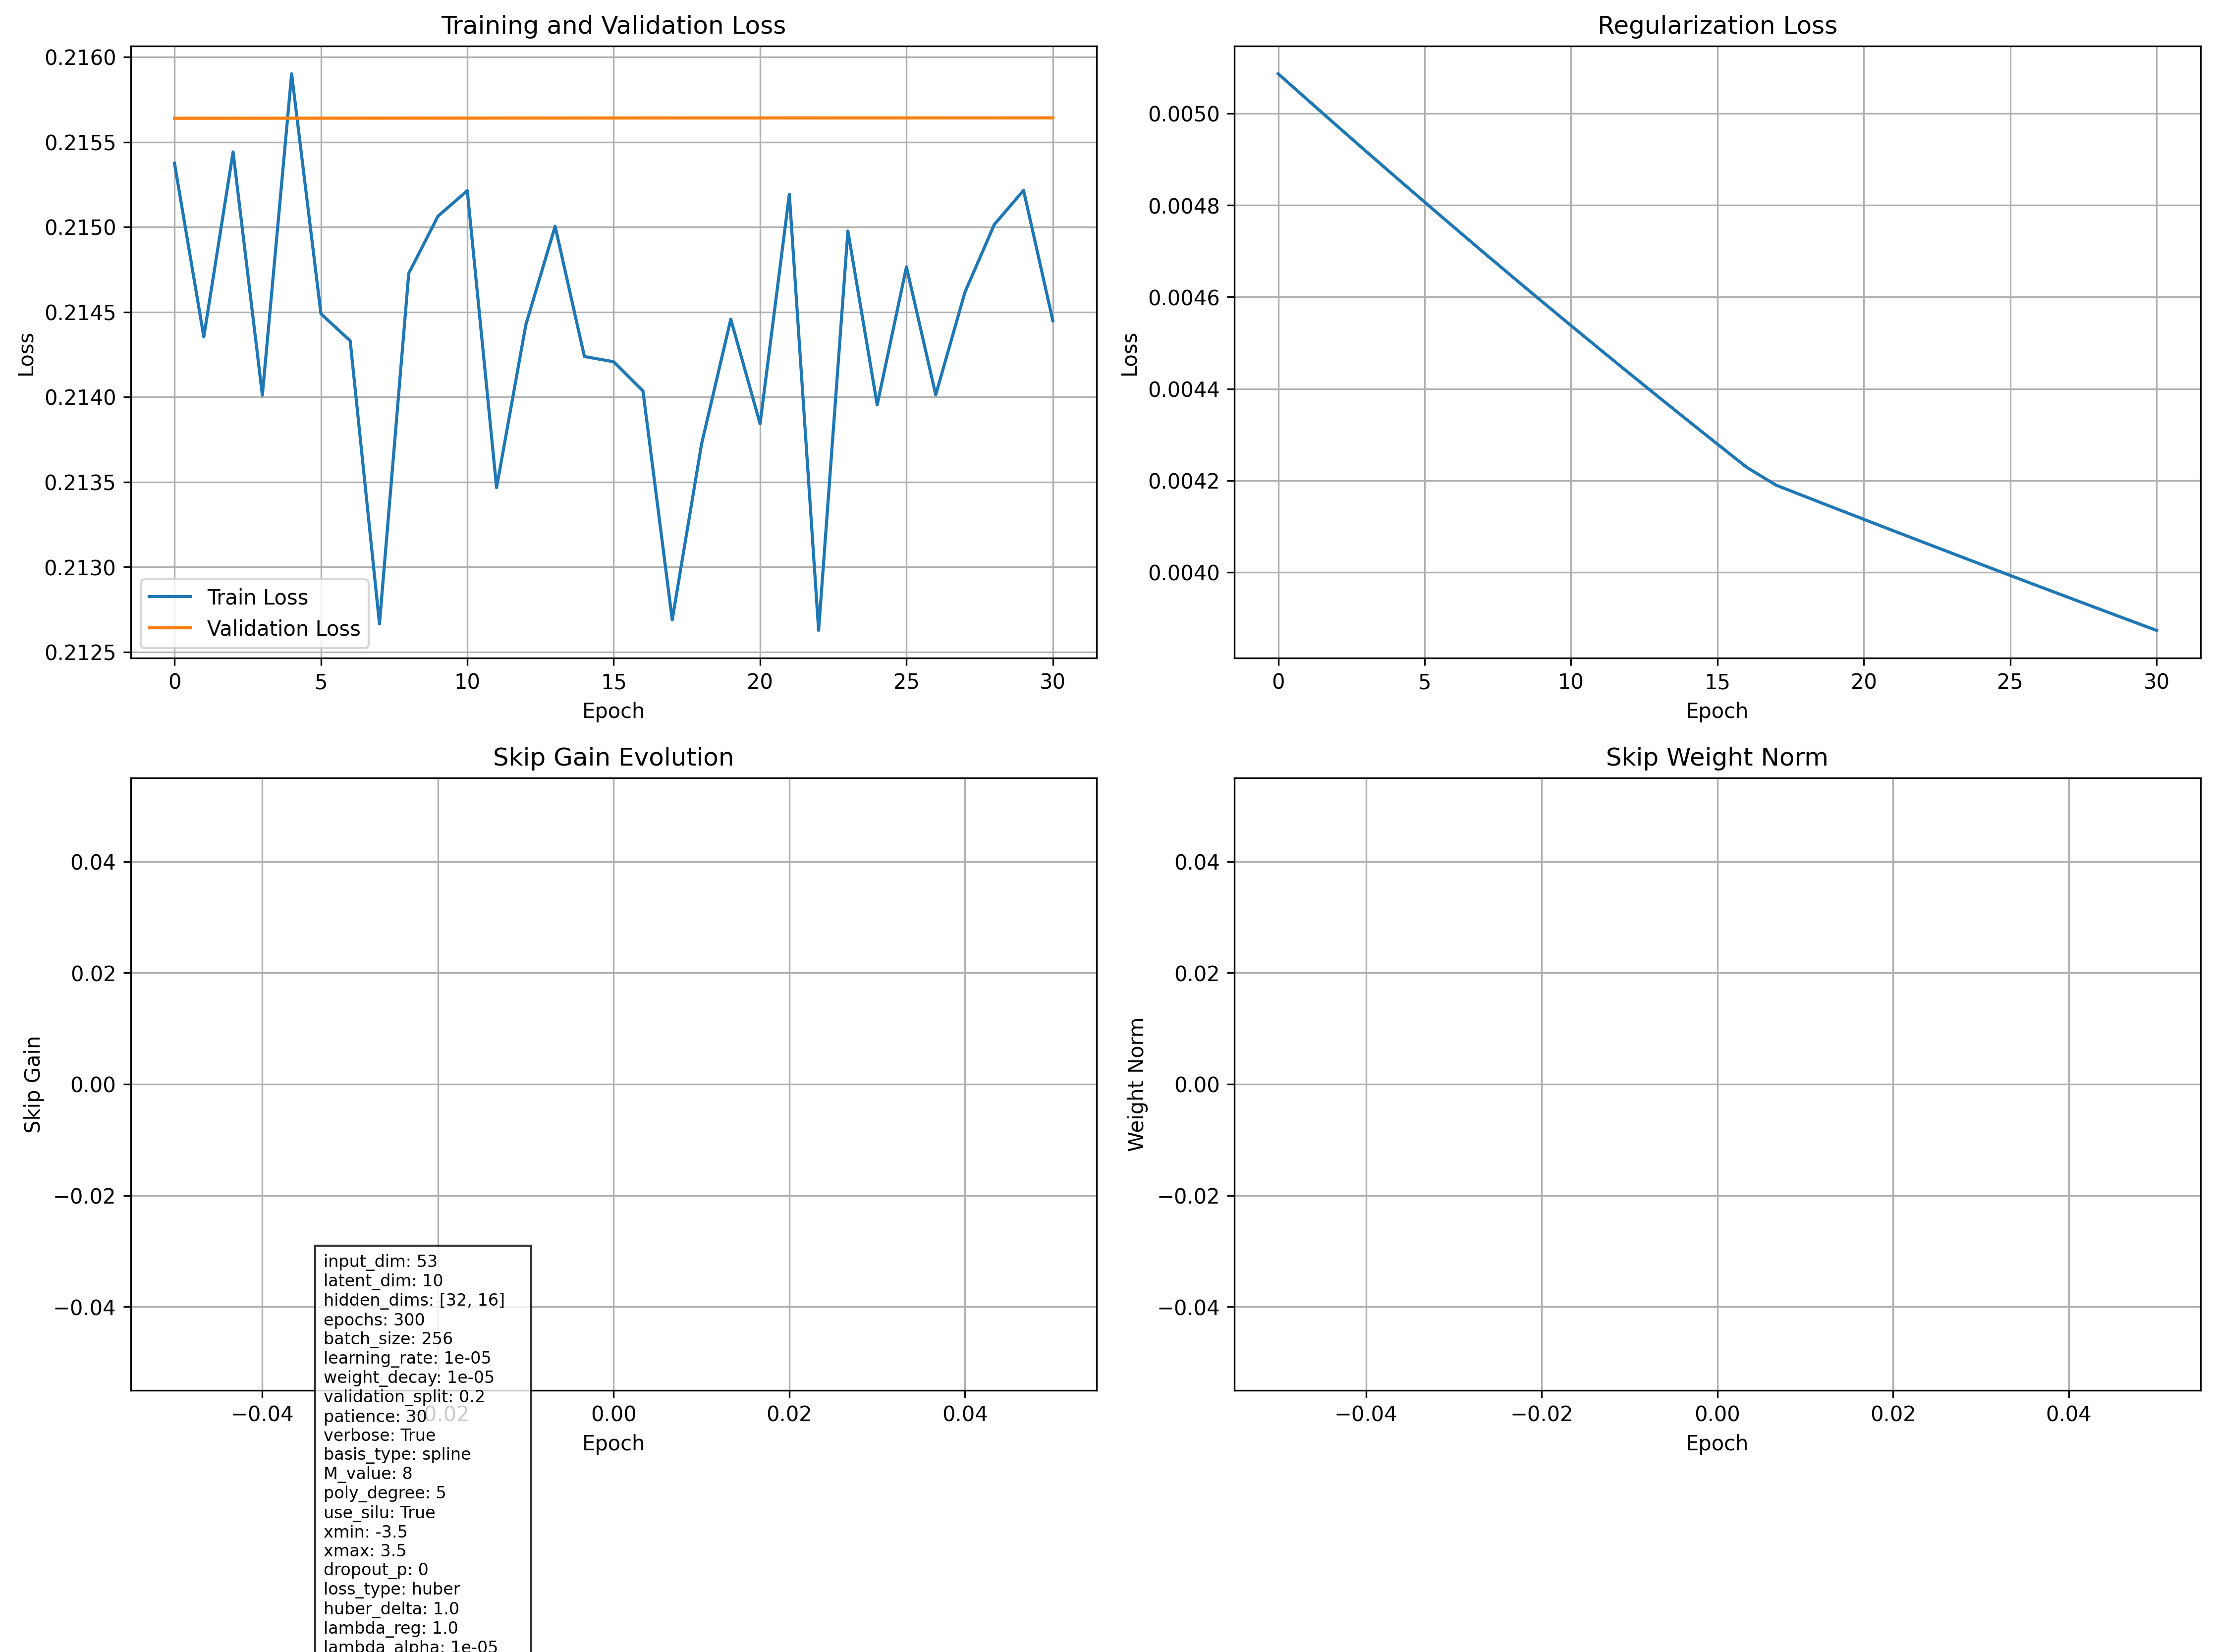 Training and Validation Loss
0.2160
0.2155
0.2150
0.2145
0.2140
0.2135
0.2130
0.2125
Loss
Train Loss
Validation Loss
0 5 10 15 20 25 30
Epoch
Regularization Loss
0.0050
0.0048
0.0046
0.0044
0.0042
0.0040
Loss
0 5 10 15 20 25 30
Epoch
Skip Gain Evolution
0.04
0.02
0.00
−0.02
−0.04
Skip Gain
−0.04 0.02 0.00 0.02 0.04
Epoch
input_dim: 53
latent_dim: 10
hidden_dims: [32, 16]
epochs: 300
batch_size: 256
learning_rate: 1e-05
weight_decay: 1e-05
validation_split: 0.2
patience: 30
verbose: True
basis_type: spline
M_value: 8
poly_degree: 5
use_silu: True
xmin: -3.5
xmax: 3.5
dropout_p: 0
loss_type: huber
huber_delta: 1.0
lambda_reg: 1.0
lambda_alpha: 1e-05
Skip Weight Norm
0.04
0.02
0.00
−0.02
−0.04
Weight Norm
−0.04 −0.02 0.00 0.02 0.04
Epoch